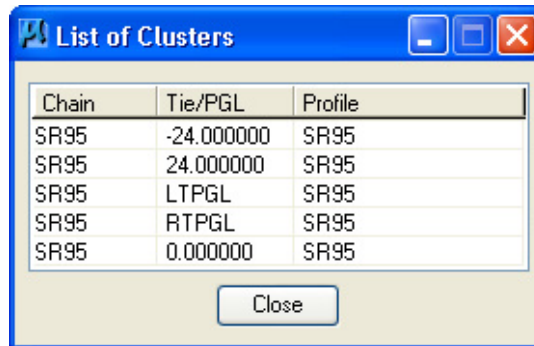 List of Clusters
Chain Tie/PGL Profile
SR95 -24.000000 SR95
SR95 24.000000 SR95
SR95 LTPGL SR95
SR95 RTPGL SR95
SR95 0.000000 SR95
Close